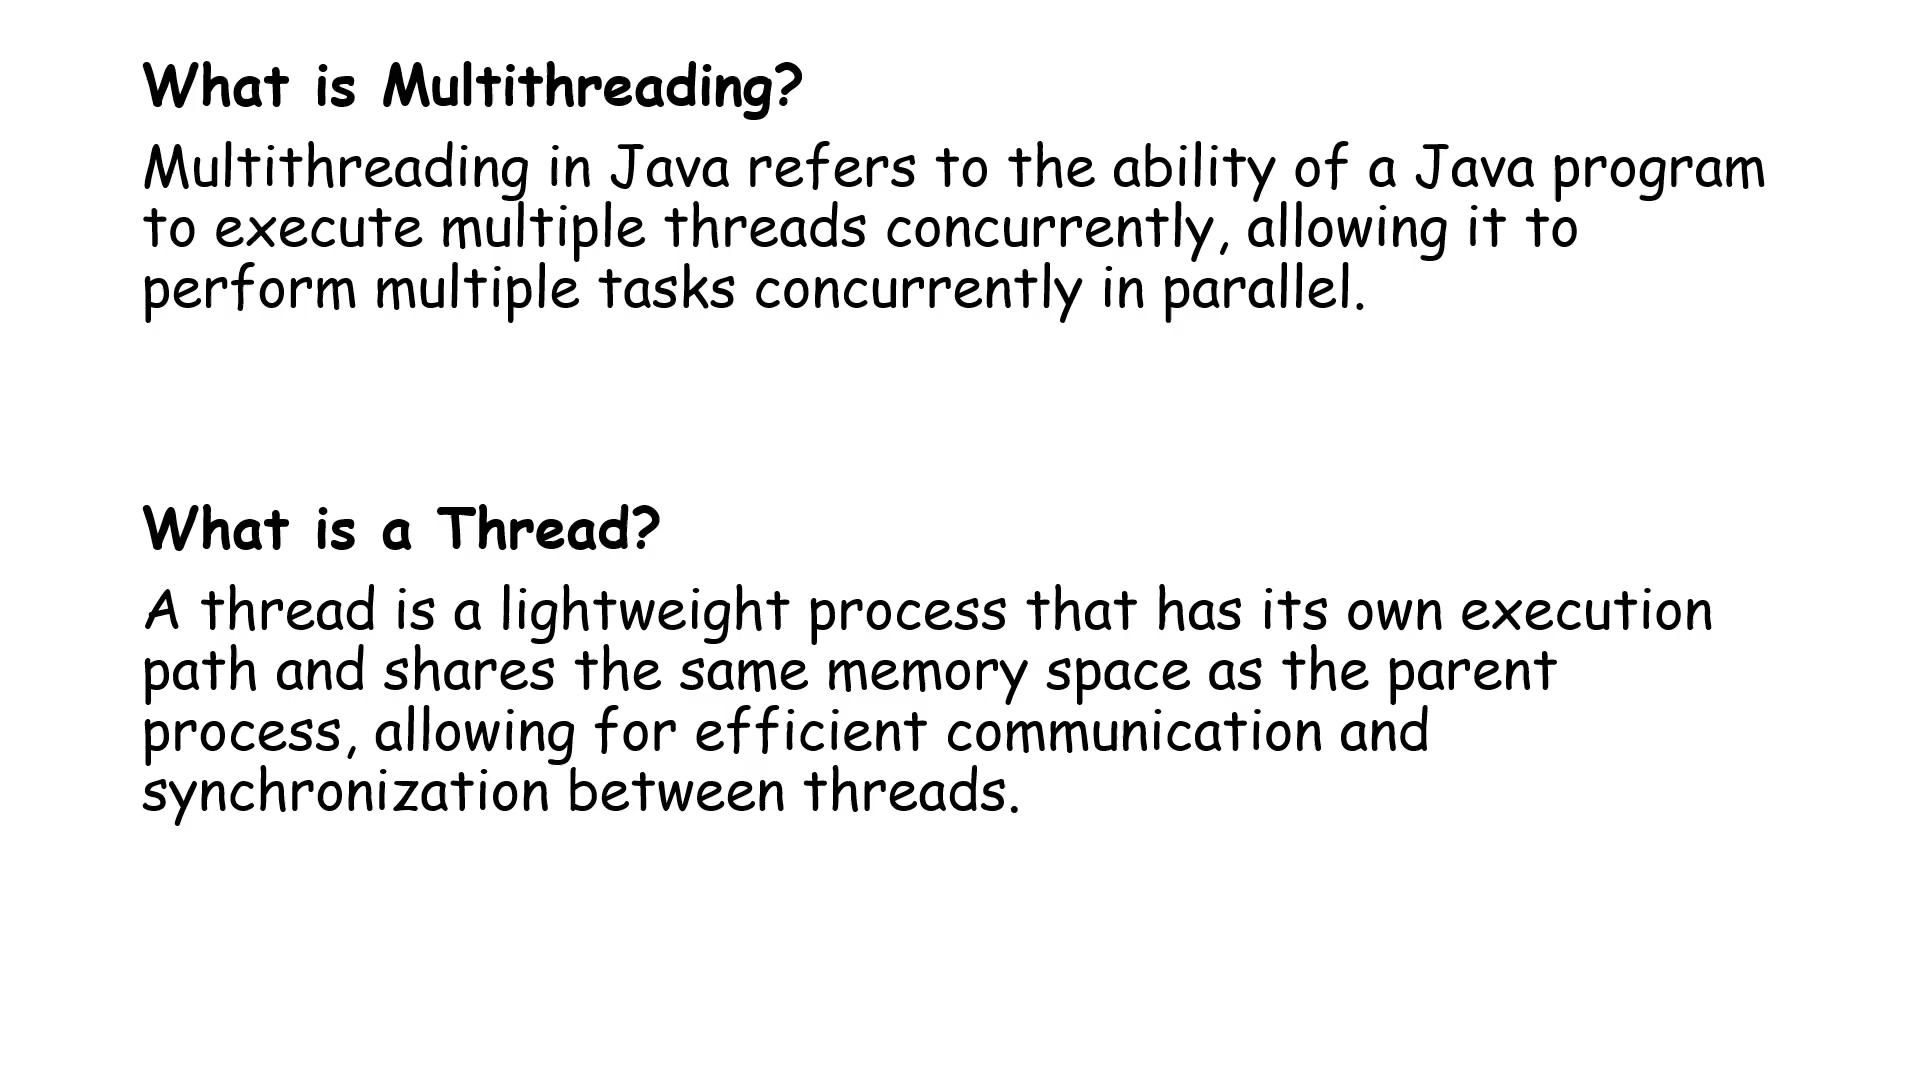 What is Multithreading?
Multithreading in Java refers to the ability of a Java program
to execute multiple threads concurrently, allowing it to
perform multiple tasks concurrently in parallel.
What is a Thread?
A thread is a lightweight process that has its own execution
path and shares the same memory space as the parent
process, allowing for efficient communication and
synchronization between threads.